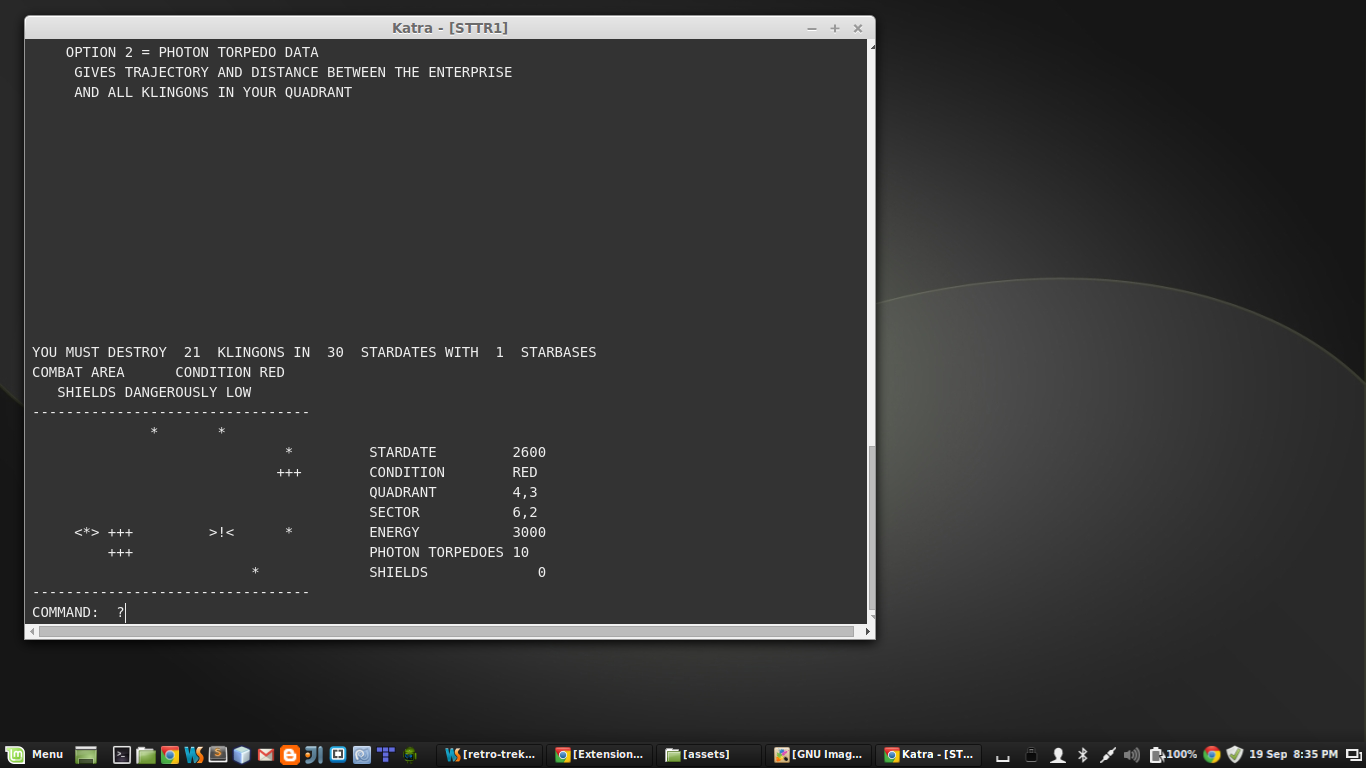 Katra - [STTR1]
OPTION 2 = PHOTON TORPEDO DATA
GIVES TRAJECTORY AND DISTANCE BETWEEN THE ENTERPRISE
AND ALL KLINGONS IN YOUR QUADRANT
YOU MUST DESTROY  21  KLINGONS IN  30  STARDATES WITH  1  STARBASES
COMBAT AREA      CONDITION RED
SHIELDS DANGEROUSLY LOW
---------------------------------
*       *
*         STARDATE         2600
+++        CONDITION        RED
QUADRANT         4,3
SECTOR           6,2
<*> +++         >!<      *         ENERGY           3000
+++                            PHOTON TORPEDOES 10
*             SHIELDS             0
---------------------------------
COMMAND:  ?
Menu [retro-trek... [Extension... [assets] [GNU Imag... Katra - [ST... 100% 19 Sep 8:35 PM